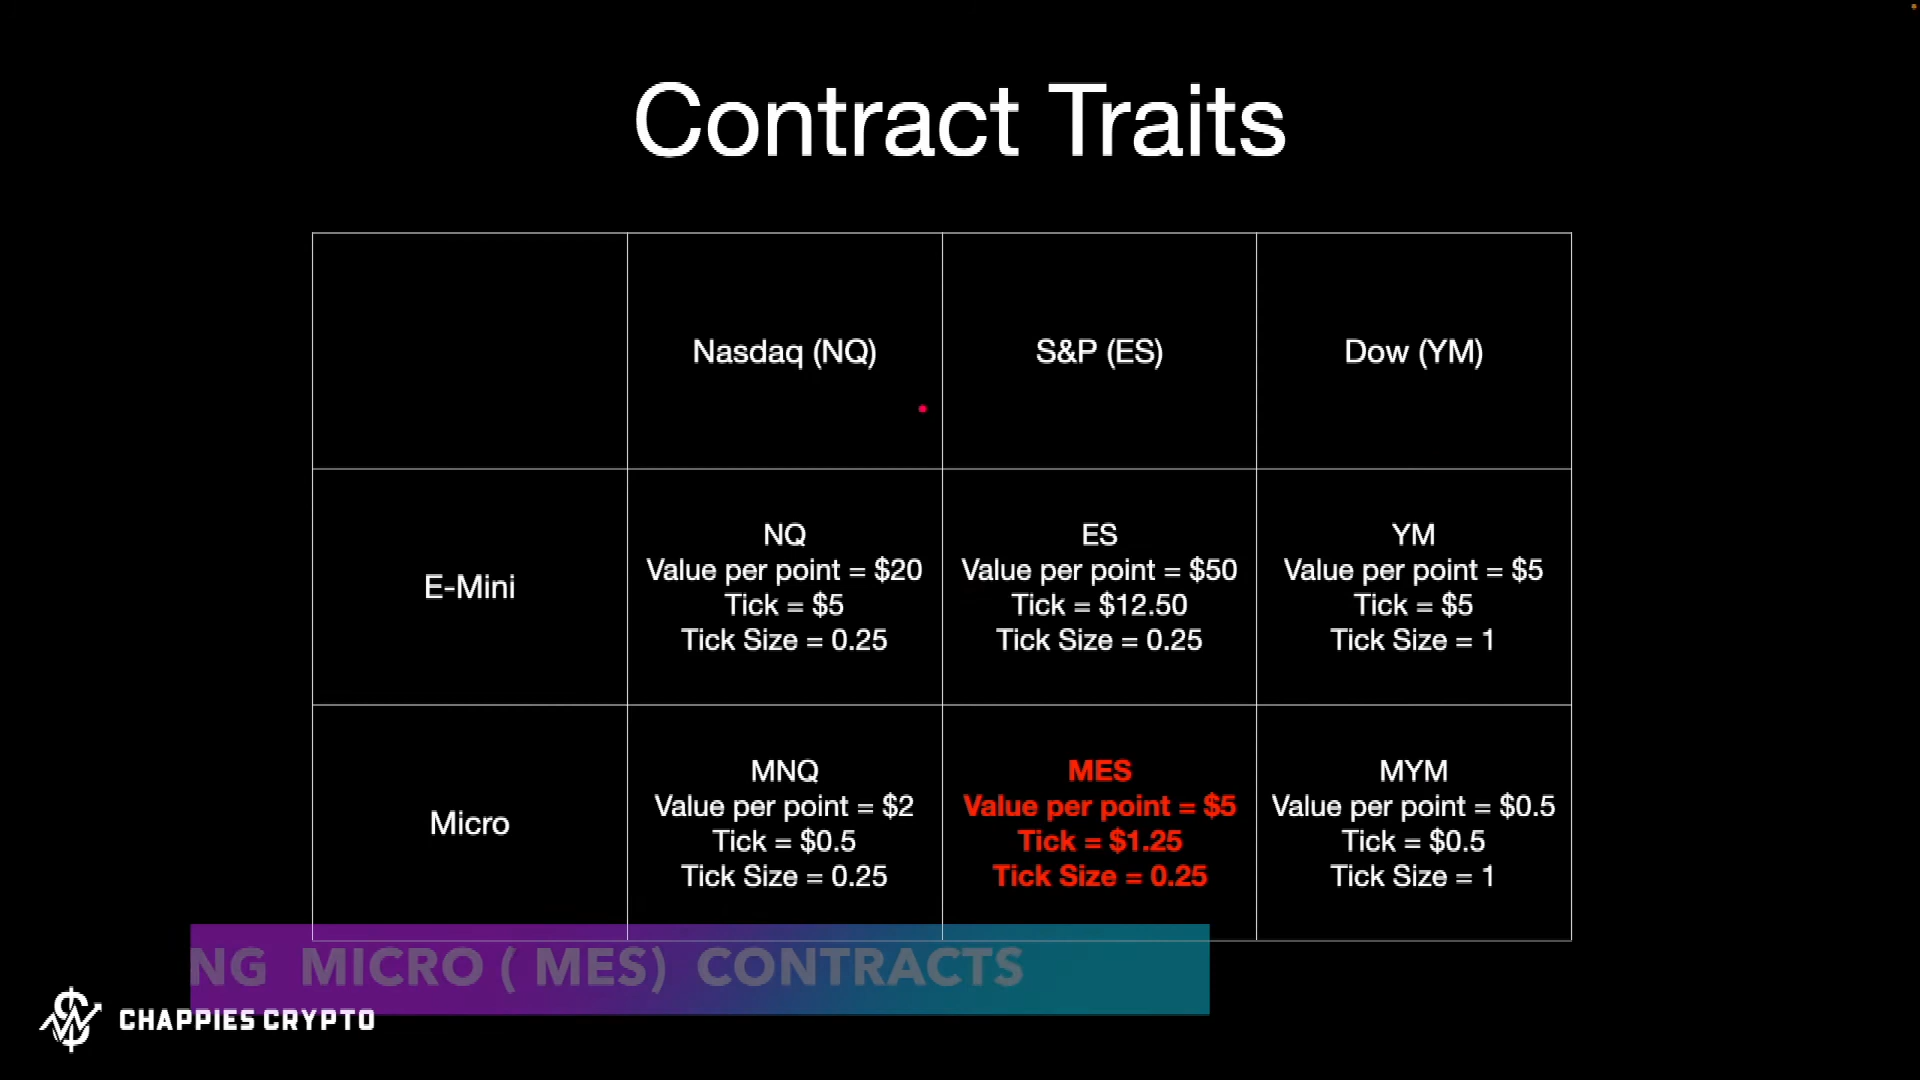 Contract Traits
Nasdaq (NQ)
S&P (ES)
Dow (YM)
E-Mini
NQ
Value per point = $20
Tick = $5
Tick Size = 0.25
ES
Value per point = $50
Tick = $12.50
Tick Size = 0.25
YM
Value per point = $5
Tick = $5
Tick Size = 1
Micro
MNQ
Value per point = $2
Tick = $0.5
Tick Size = 0.25
MES
Value per point = $5
Tick = $1.25
Tick Size = 0.25
MYM
Value per point = $0.5
Tick = $0.5
Tick Size = 1
NG MICRO ( MES) CONTRACTS
CHAPPIES CRYPTO